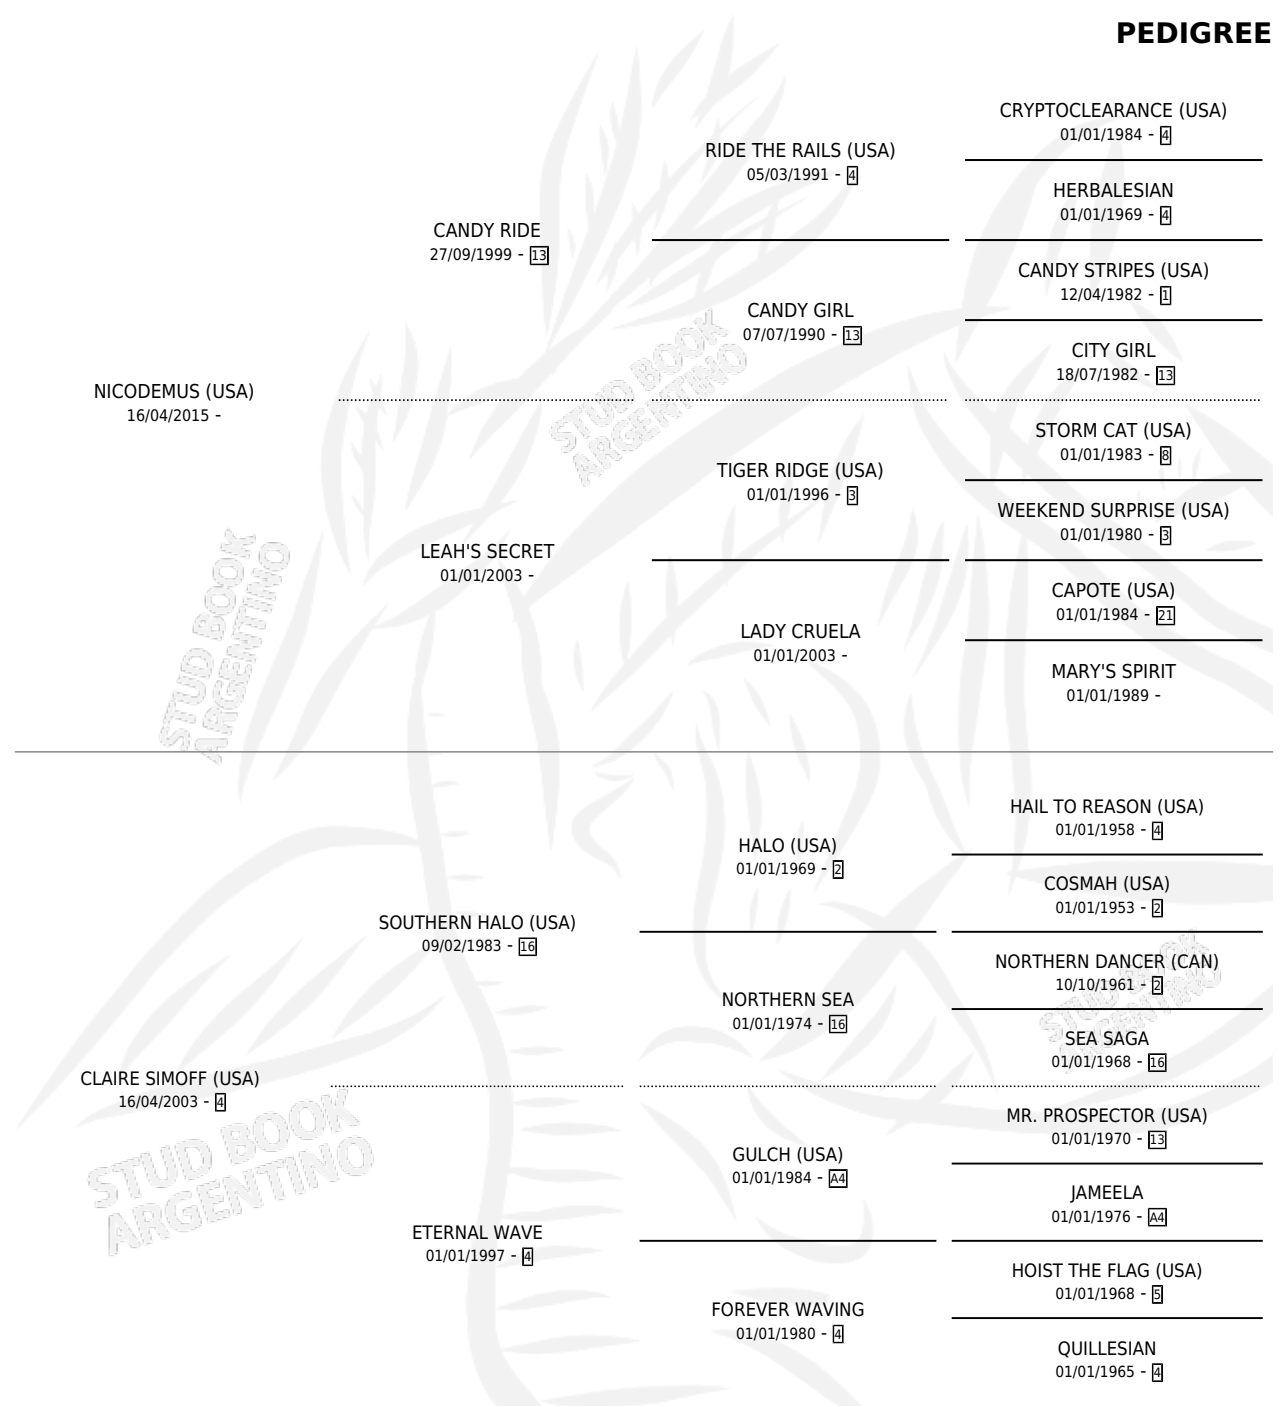 PEDIGREE
CRYPTOCLEARANCE (USA)
01/01/1984 - 4
RIDE THE RAILS (USA)
05/03/1991 - 4
HERBALESIAN
01/01/1969 - 4
CANDY RIDE
27/09/1999 - 13
CANDY STRIPES (USA)
12/04/1982 - 1
CANDY GIRL
07/07/1990 - 13
CITY GIRL
18/07/1982 - 13
NICODEMUS (USA)
16/04/2015 -
STORM CAT (USA)
01/01/1983 - 8
TIGER RIDGE (USA)
01/01/1996 - 3
WEEKEND SURPRISE (USA)
01/01/1980 - 3
LEAH'S SECRET
01/01/2003 -
CAPOTE (USA)
01/01/1984 - 21
LADY CRUELA
01/01/2003 -
MARY'S SPIRIT
01/01/1989 -
HAIL TO REASON (USA)
01/01/1958 - 4
HALO (USA)
01/01/1969 - 2
COSMAH (USA)
01/01/1953 - 2
SOUTHERN HALO (USA)
09/02/1983 - 16
NORTHERN DANCER (CAN)
10/10/1961 - 2
NORTHERN SEA
01/01/1974 - 16
SEA SAGA
01/01/1968 - 16
CLAIRE SIMOFF (USA)
16/04/2003 - 4
MR. PROSPECTOR (USA)
01/01/1970 - 13
GULCH (USA)
01/01/1984 - A4
JAMEELA
01/01/1976 - A4
ETERNAL WAVE
01/01/1997 - 4
HOIST THE FLAG (USA)
01/01/1968 - 5
FOREVER WAVING
01/01/1980 - 4
QUILLESIAN
01/01/1965 - 4
STUD BOOK
ARGENTINO
STUD BOOK
ARGENTINO
STUD BOOK
ARGENTINO
STUD BOOK
ARGENTINO